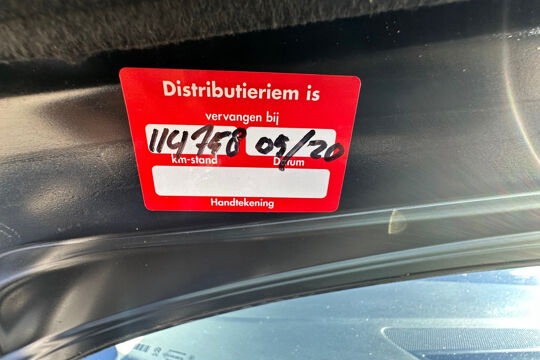 Distributieriem is
vervangen bij
114758 09/20
km-stand Datum
Handtekening